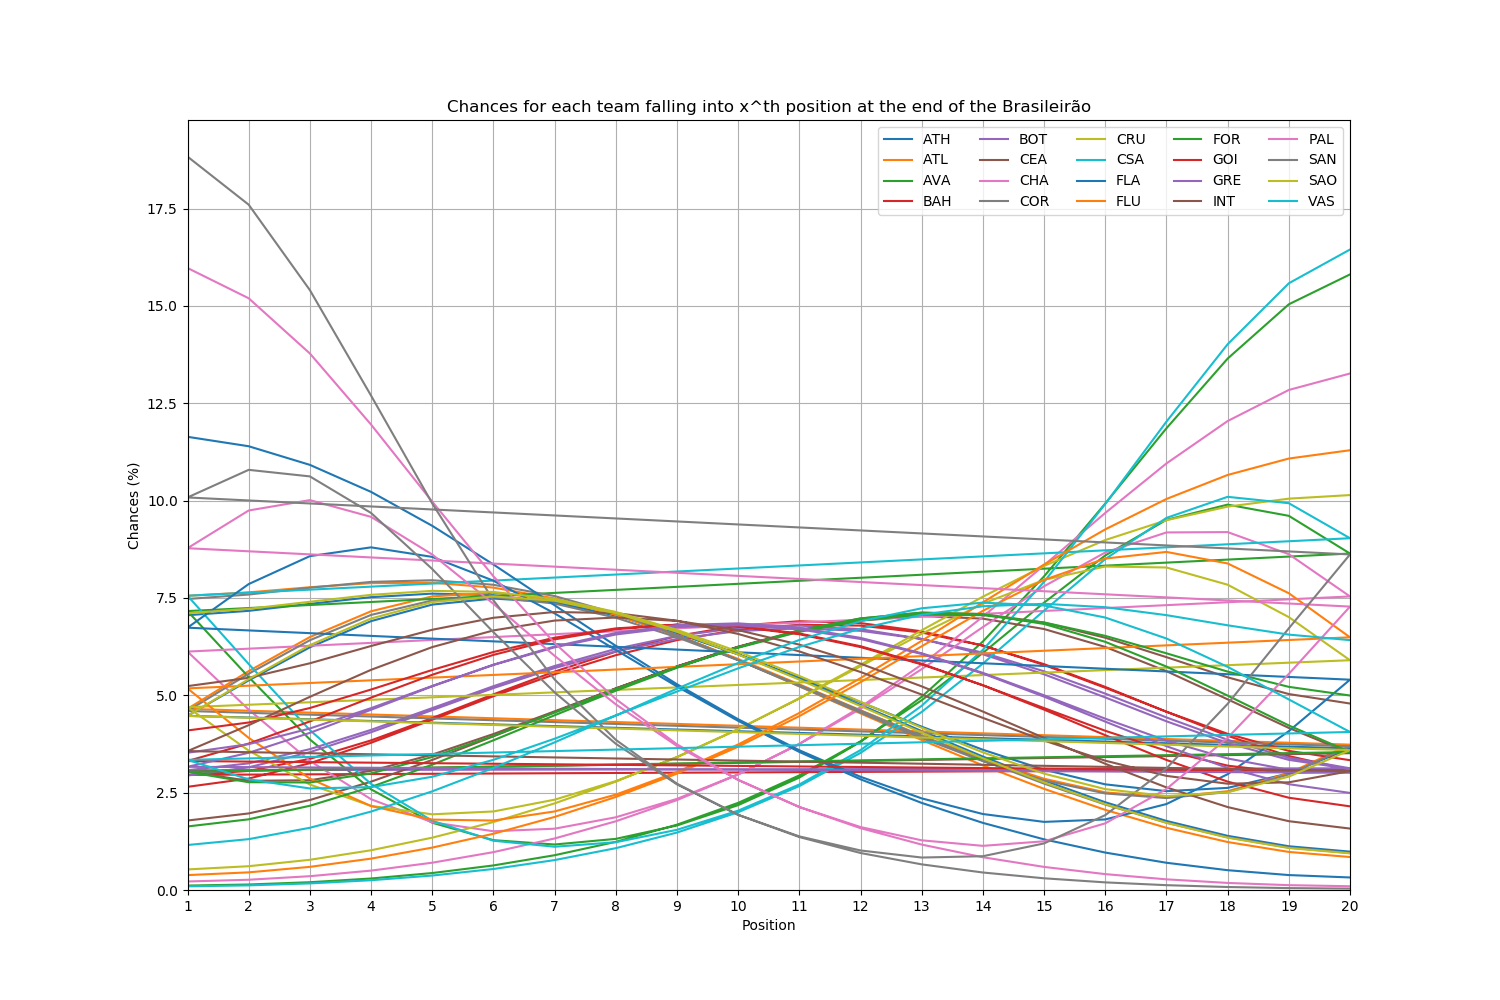 Chances for each team falling into x^th position at the end of the Brasileirão
ATH BOT CRU FOR PAL
ATL CEA CSA GOI SAN
AVA CHA FLA GRE SAO
BAH COR FLU INT VAS
17.5
15.0
12.5
10.0
7.5
5.0
2.5
0.0
Chances (%)
1 2 3 4 5 6 7 8 9 10 11 12 13 14 15 16 17 18 19 20
Position